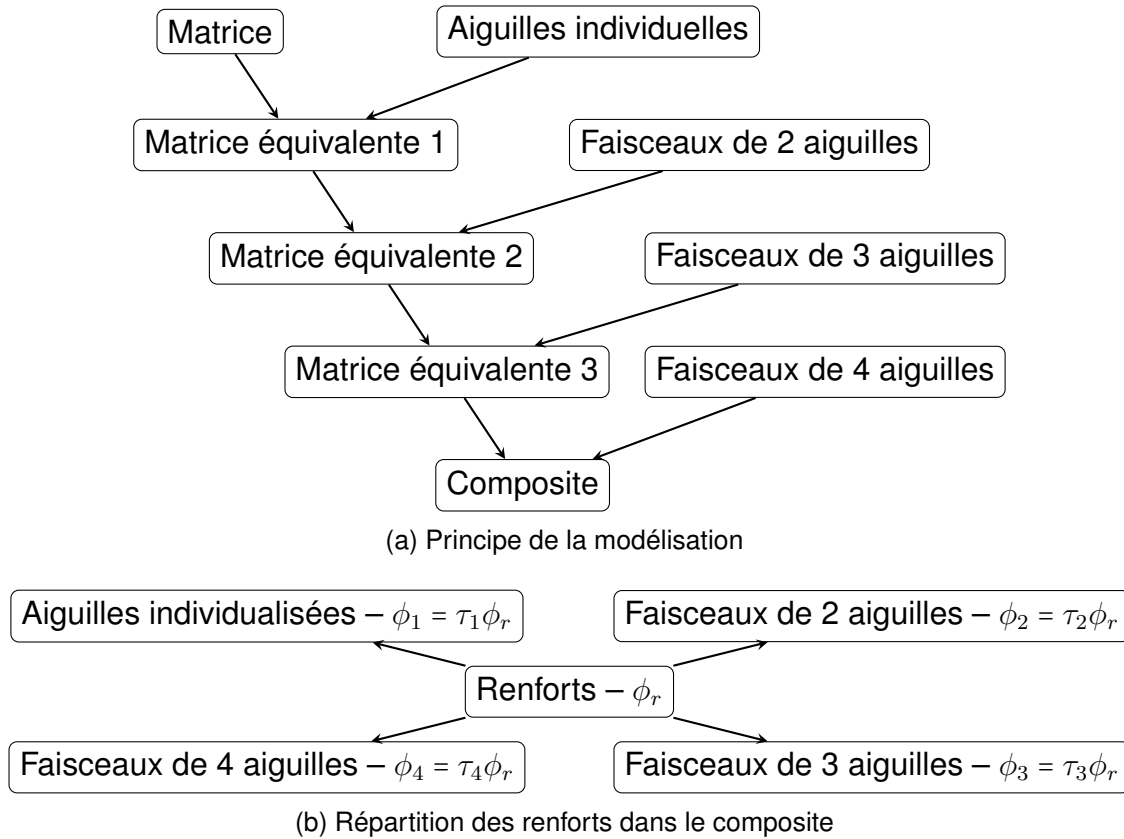 Matrice
Aiguilles individuelles
Matrice équivalente 1
Faisceaux de 2 aiguilles
Matrice équivalente 2
Faisceaux de 3 aiguilles
Matrice équivalente 3
Faisceaux de 4 aiguilles
Composite
(a) Principe de la modélisation
Aiguilles individualisées – ϕ₁ = τ₁ϕᵣ
Faisceaux de 2 aiguilles – ϕ₂ = τ₂ϕᵣ
Renforts – ϕᵣ
Faisceaux de 4 aiguilles – ϕ₄ = τ₄ϕᵣ
Faisceaux de 3 aiguilles – ϕ₃ = τ₃ϕᵣ
(b) Répartition des renforts dans le composite